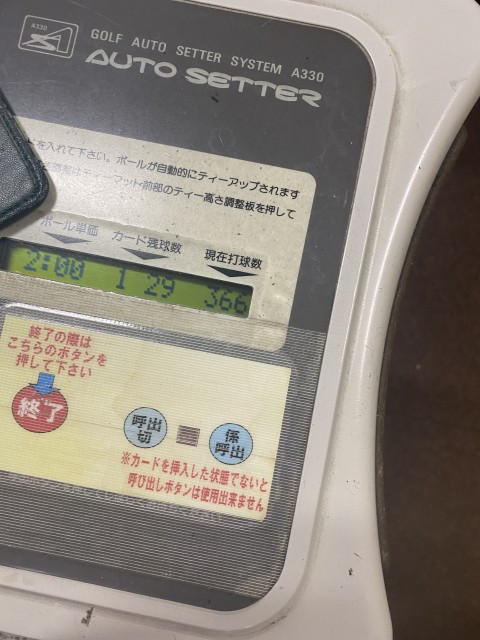 A330
GOLF AUTO SETTER SYSTEM A330
AUTO SETTER
を入れて下さい。ボールが自動的にティーアップされます
はティーマット前部のティー高さ調整板を押して
ボール単価 カード残球数 現在打球数
2:00 129 366
終了の際は
こちらのボタンを
押して下さい
終了
呼出
切
係
呼出
※カードを挿入した状態でないと
呼び出しボタンは使用出来ません